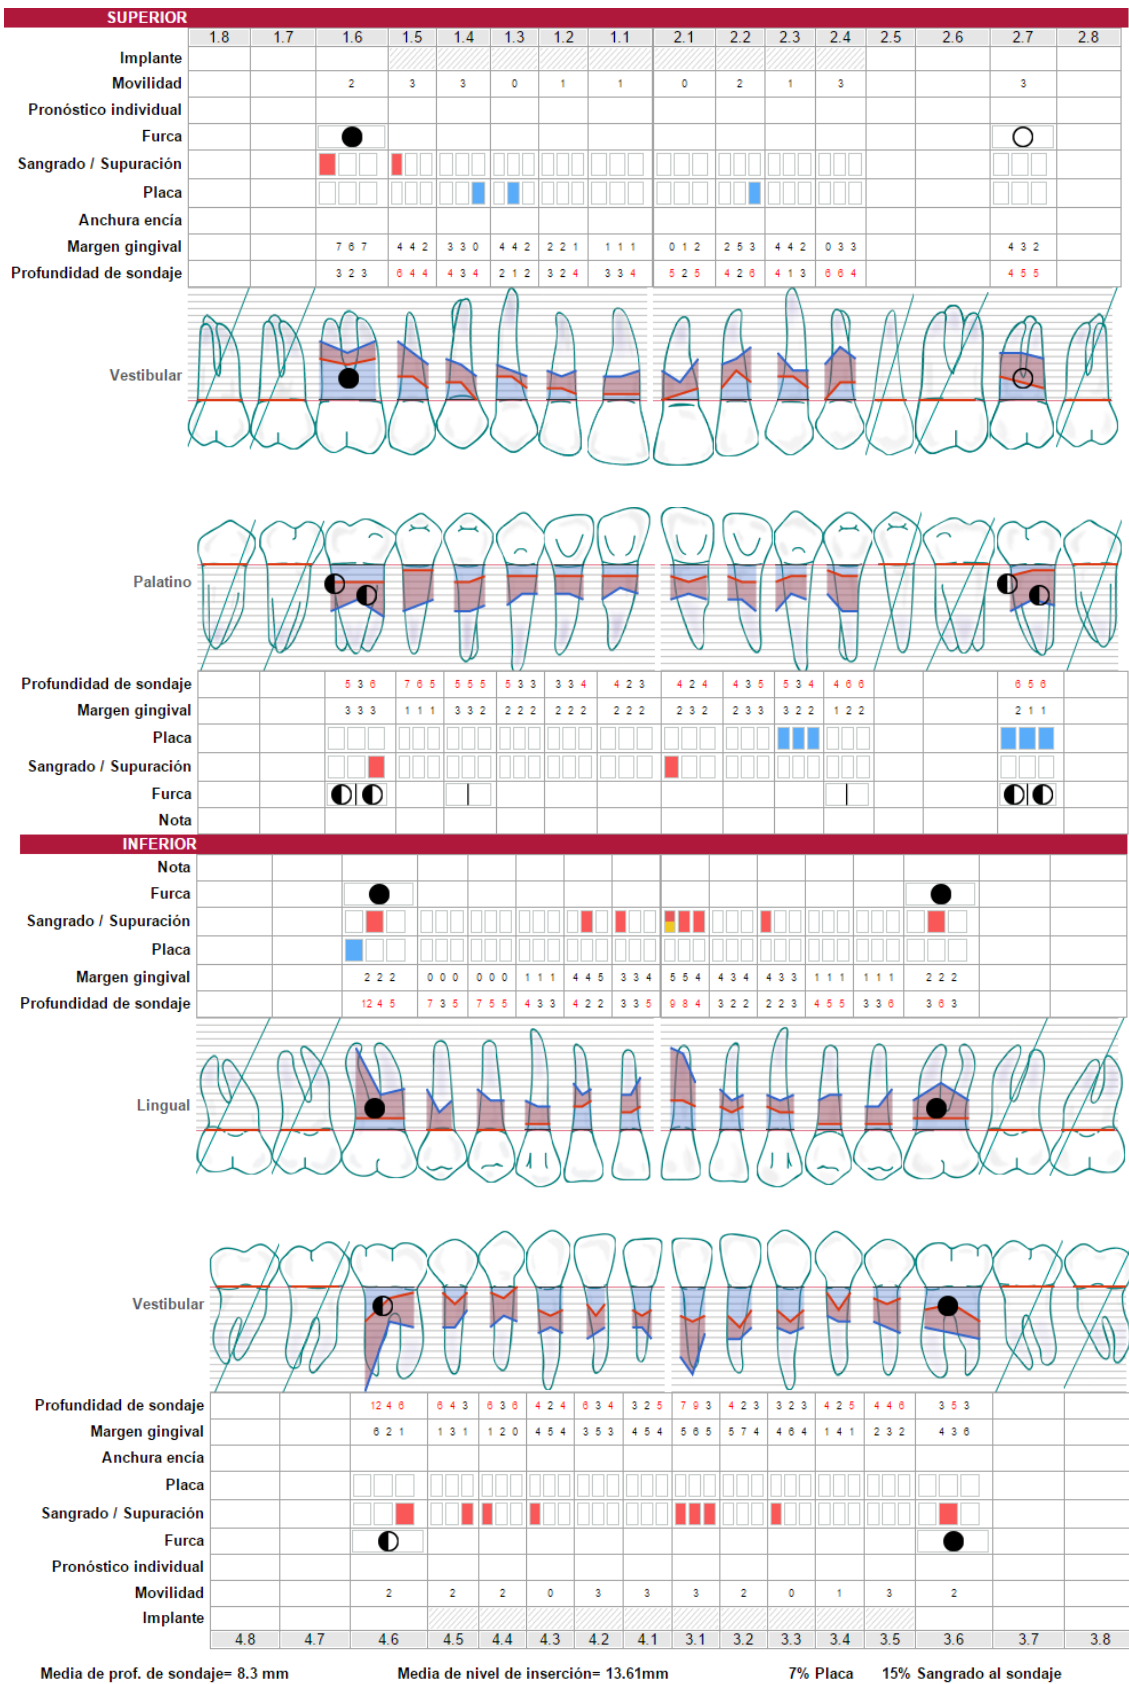 SUPERIOR
1.8 1.7 1.6 1.5 1.4 1.3 1.2 1.1 2.1 2.2 2.3 2.4 2.5 2.6 2.7 2.8
Implante
Movilidad 2 3 3 0 1 1 0 2 1 3 3
Pronóstico individual
Furca
Sangrado / Supuración
Placa
Anchura encía
Margen gingival 7 6 7 4 4 2 3 3 0 4 4 2 2 2 1 1 1 1 0 1 2 2 5 3 4 4 2 0 3 3 4 3 2
Profundidad de sondaje 3 2 3 6 4 4 4 3 4 2 1 2 3 2 4 3 3 4 5 2 5 4 2 6 4 1 3 6 6 4 4 5 5
Vestibular
Palatino
Profundidad de sondaje 5 3 6 7 6 5 5 5 5 5 3 3 3 3 4 4 2 3 4 2 4 4 3 5 5 3 4 4 6 6 6 5 6
Margen gingival 3 3 3 1 1 1 3 3 2 2 2 2 2 2 2 2 2 2 2 3 2 2 3 3 3 2 2 1 2 2 2 1 1
Placa
Sangrado / Supuración
Furca
Nota
INFERIOR
Nota
Furca
Sangrado / Supuración
Placa
Margen gingival 2 2 2 0 0 0 0 0 0 1 1 1 4 4 5 3 3 4 5 5 4 4 3 4 4 3 3 1 1 1 1 1 1 2 2 2
Profundidad de sondaje 12 4 5 7 3 5 7 5 5 4 3 3 4 2 2 3 3 5 9 8 4 3 2 2 2 2 3 4 5 5 3 3 6 3 6 3
Lingual
Vestibular
Profundidad de sondaje 12 4 6 6 4 3 6 3 6 4 2 4 6 3 4 3 2 5 7 9 3 4 2 3 3 2 3 4 2 5 4 4 6 3 5 3
Margen gingival 6 2 1 1 3 1 1 2 0 4 5 4 3 5 3 4 5 4 5 6 5 5 7 4 4 6 4 1 4 1 2 3 2 4 3 6
Anchura encía
Placa
Sangrado / Supuración
Furca
Pronóstico individual
Movilidad 2 2 2 0 3 3 3 2 0 1 3 2
Implante
4.8 4.7 4.6 4.5 4.4 4.3 4.2 4.1 3.1 3.2 3.3 3.4 3.5 3.6 3.7 3.8
Media de prof. de sondaje= 8.3 mm Media de nivel de inserción= 13.61mm 7% Placa 15% Sangrado al sondaje